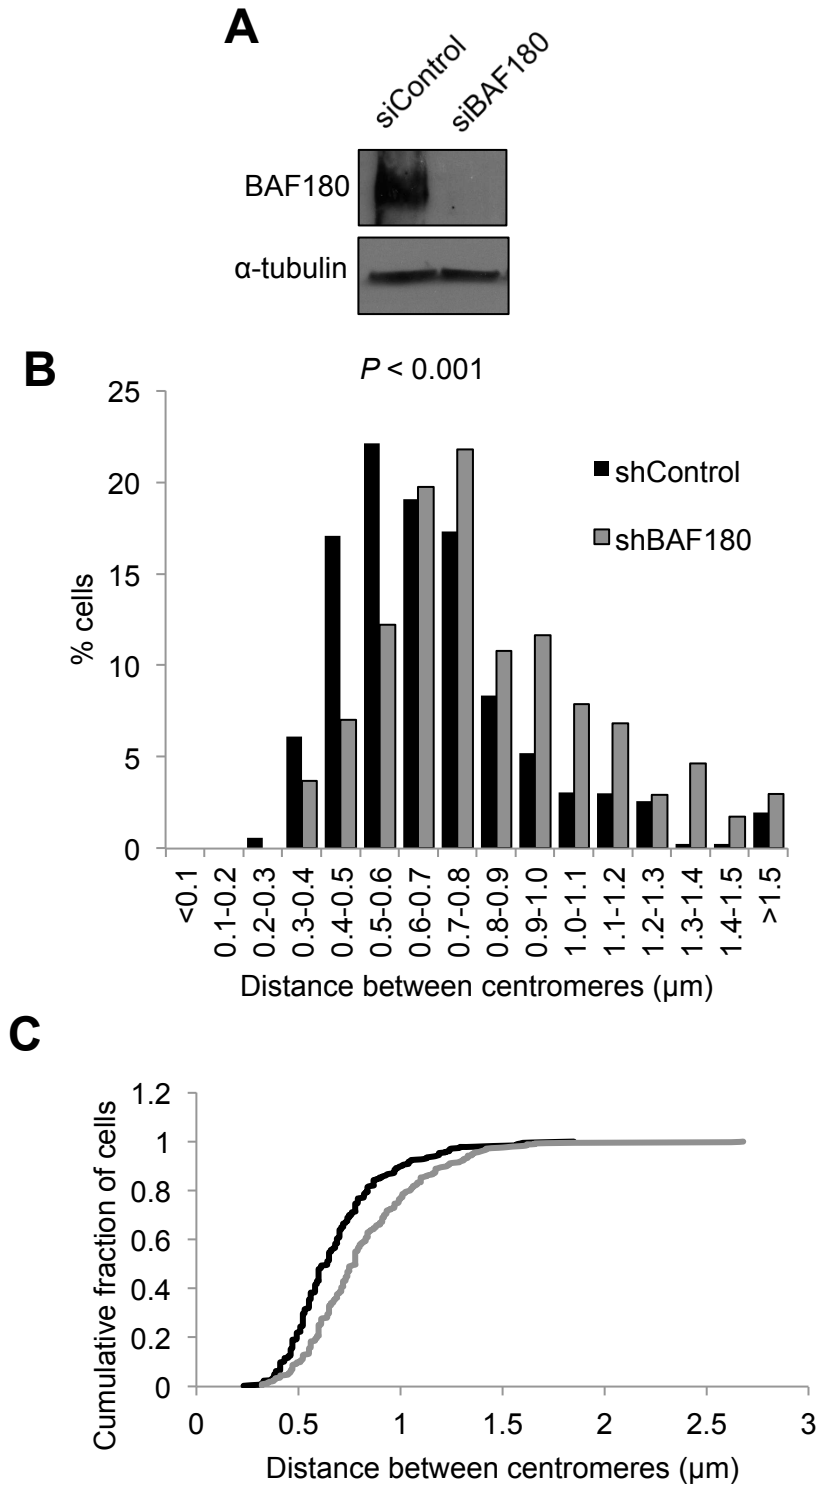 A
siControl
siBAF180
BAF180
α-tubulin
B
P < 0.001
25
20
15
10
5
0
% cells
shControl
shBAF180
<0.1
0.1-0.2
0.2-0.3
0.3-0.4
0.4-0.5
0.5-0.6
0.6-0.7
0.7-0.8
0.8-0.9
0.9-1.0
1.0-1.1
1.1-1.2
1.2-1.3
1.3-1.4
1.4-1.5
>1.5
Distance between centromeres (μm)
C
1.2
1
0.8
0.6
0.4
0.2
0
Cumulative fraction of cells
0
0.5
1
1.5
2
2.5
3
Distance between centromeres (μm)